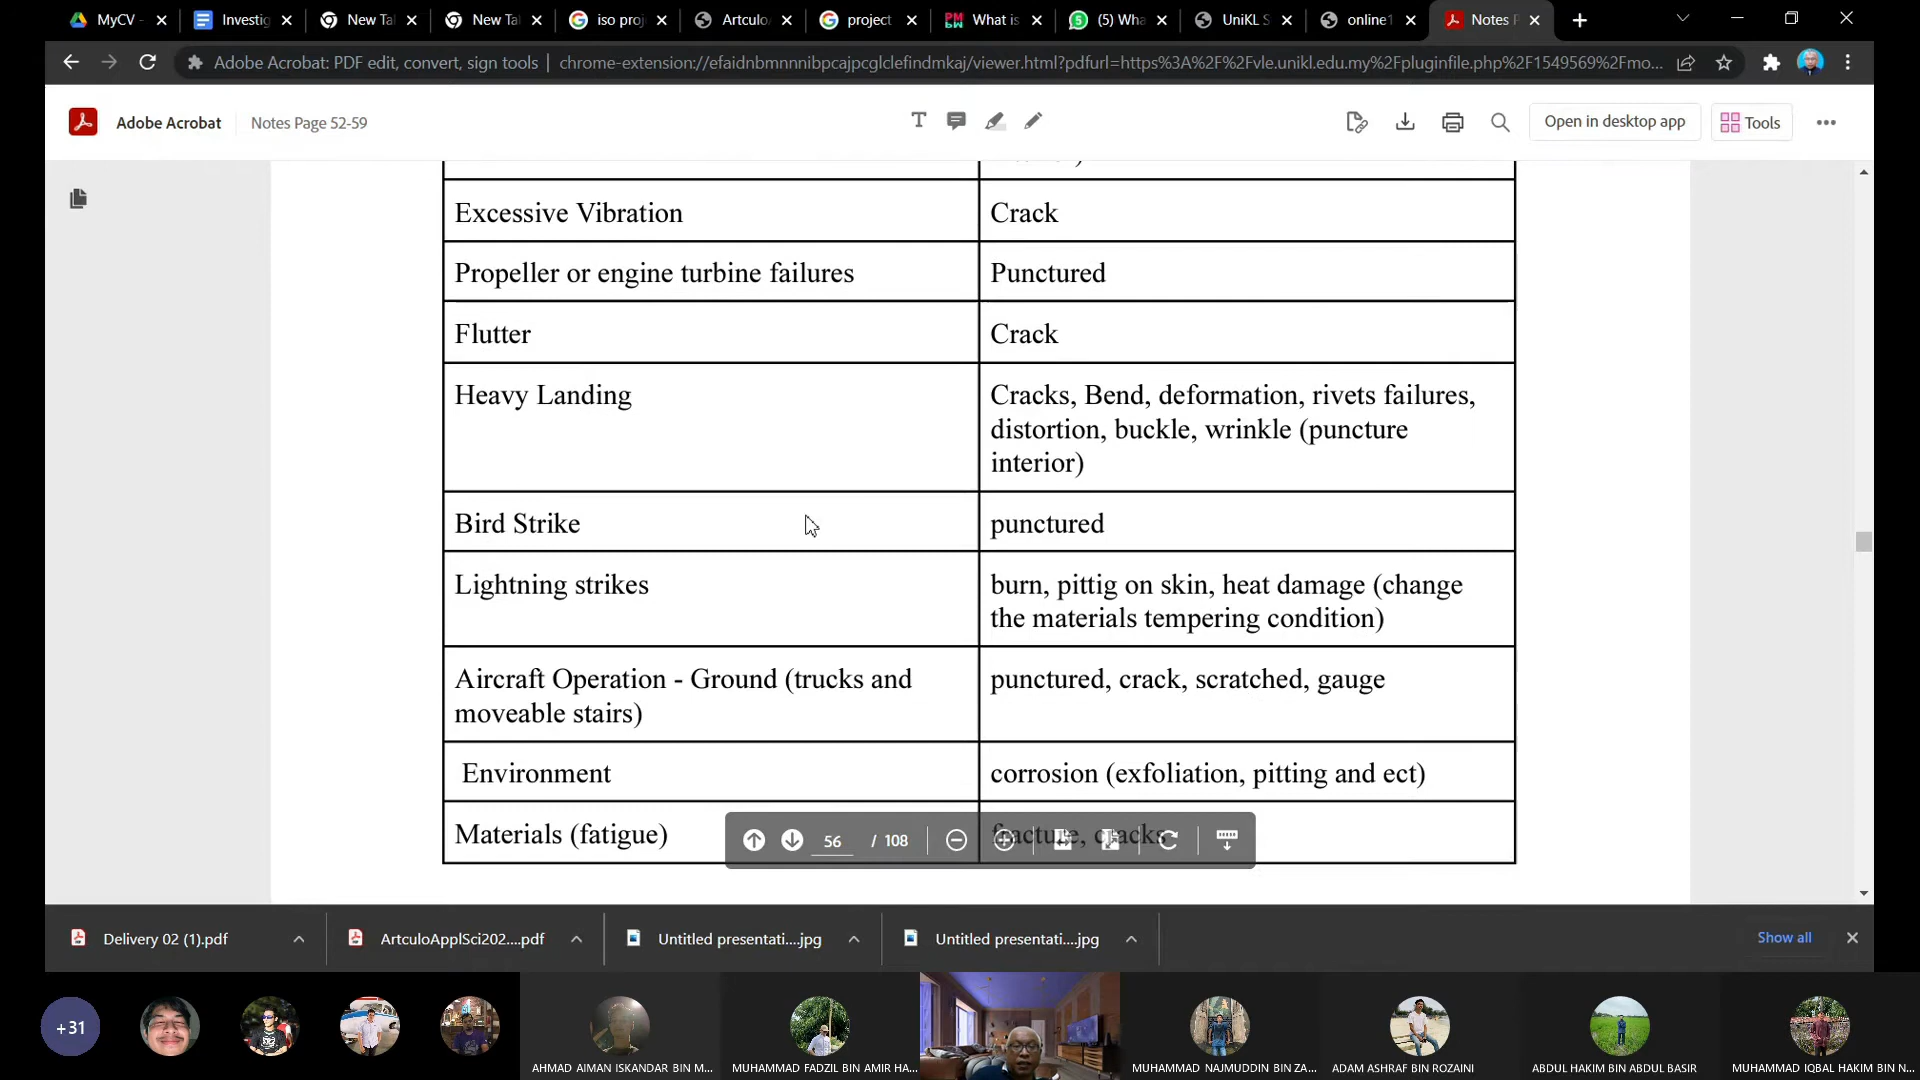 MyCV -
Investig
New Tal
New Tal
iso proj
Artculo
project
What is
(5) Wha
UniKL S
online1
Notes P
Adobe Acrobat: PDF edit, convert, sign tools | chrome-extension://efaidnbmnnnibpcajpcglclefindmkaj/viewer.html?pdfurl=https%3A%2F%2Fvle.unikl.edu.my%2Fpluginfile.php%2F1549569%2Fmo...
Adobe Acrobat
Notes Page 52-59
Open in desktop app
Tools
Excessive Vibration
Crack
Propeller or engine turbine failures
Punctured
Flutter
Crack
Heavy Landing
Cracks, Bend, deformation, rivets failures,
distortion, buckle, wrinkle (puncture
interior)
Bird Strike
punctured
Lightning strikes
burn, pittig on skin, heat damage (change
the materials tempering condition)
Aircraft Operation - Ground (trucks and
moveable stairs)
punctured, crack, scratched, gauge
Environment
corrosion (exfoliation, pitting and ect)
Materials (fatigue)
fracture, cracks
56 / 108
Delivery 02 (1).pdf
ArtculoApplSci202....pdf
Untitled presentati....jpg
Untitled presentati....jpg
Show all
+31
AHMAD AIMAN ISKANDAR BIN M...
MUHAMMAD FADZIL BIN AMIR HA...
MUHAMMAD NAJMUDDIN BIN ZA...
ADAM ASHRAF BIN ROZAINI
ABDUL HAKIM BIN ABDUL BASIR
MUHAMMAD IQBAL HAKIM BIN N...